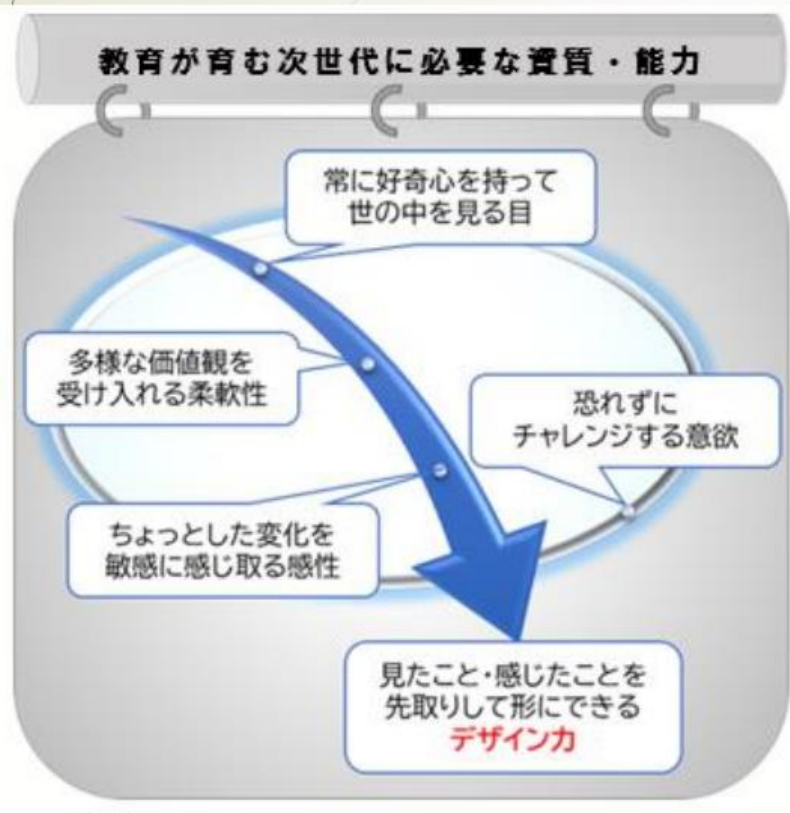 教育が育む次世代に必要な資質・能力
常に好奇心を持って
世の中を見る目
多様な価値観を
受け入れる柔軟性
恐れずに
チャレンジする意欲
ちょっとした変化を
敏感に感じ取る感性
見たこと・感じたことを
先取りして形にできる
デザイン力